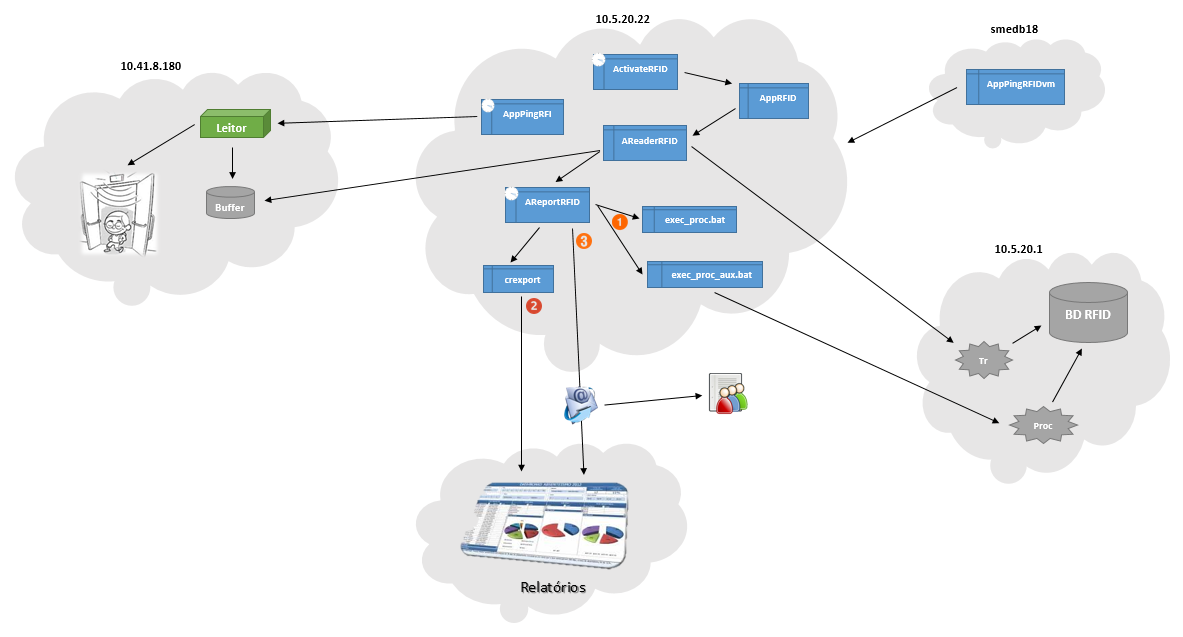 10.5.20.22
smedb18
10.41.8.180
ActivateRFID
AppPingRFIDvm
AppRFID
AppPingRFI
Leitor
AReaderRFID
AReportRFID
Buffer
1
exec_proc.bat
3
10.5.20.1
exec_proc_aux.bat
crexport
2
BD RFID
Tr
@
Proc
Relatórios